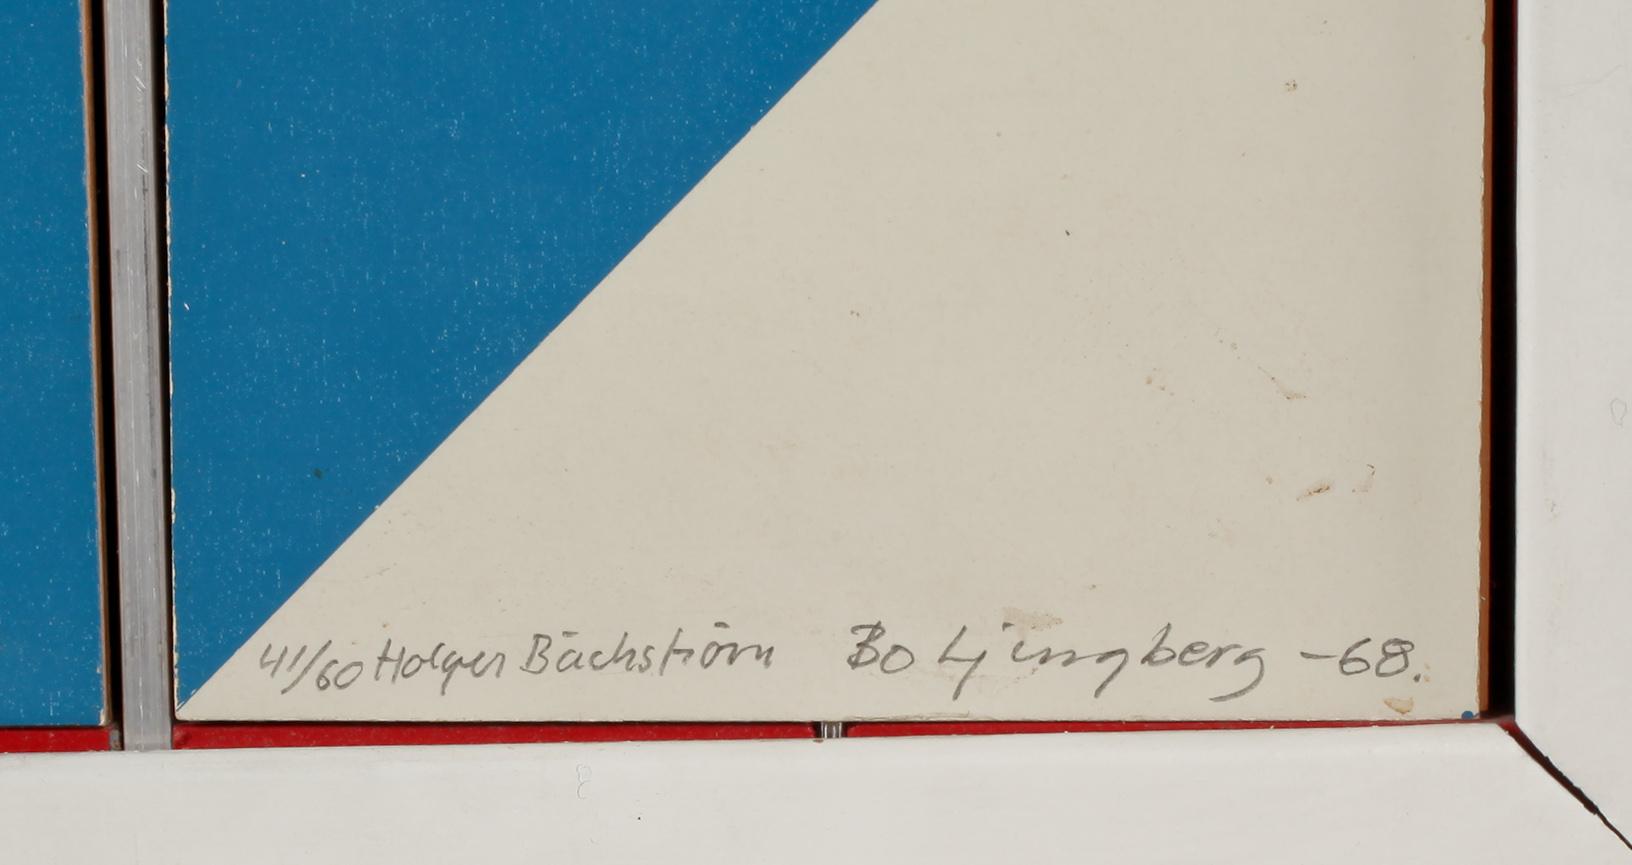 41/60 Holger Bäckström Bo Ljungberg -68.